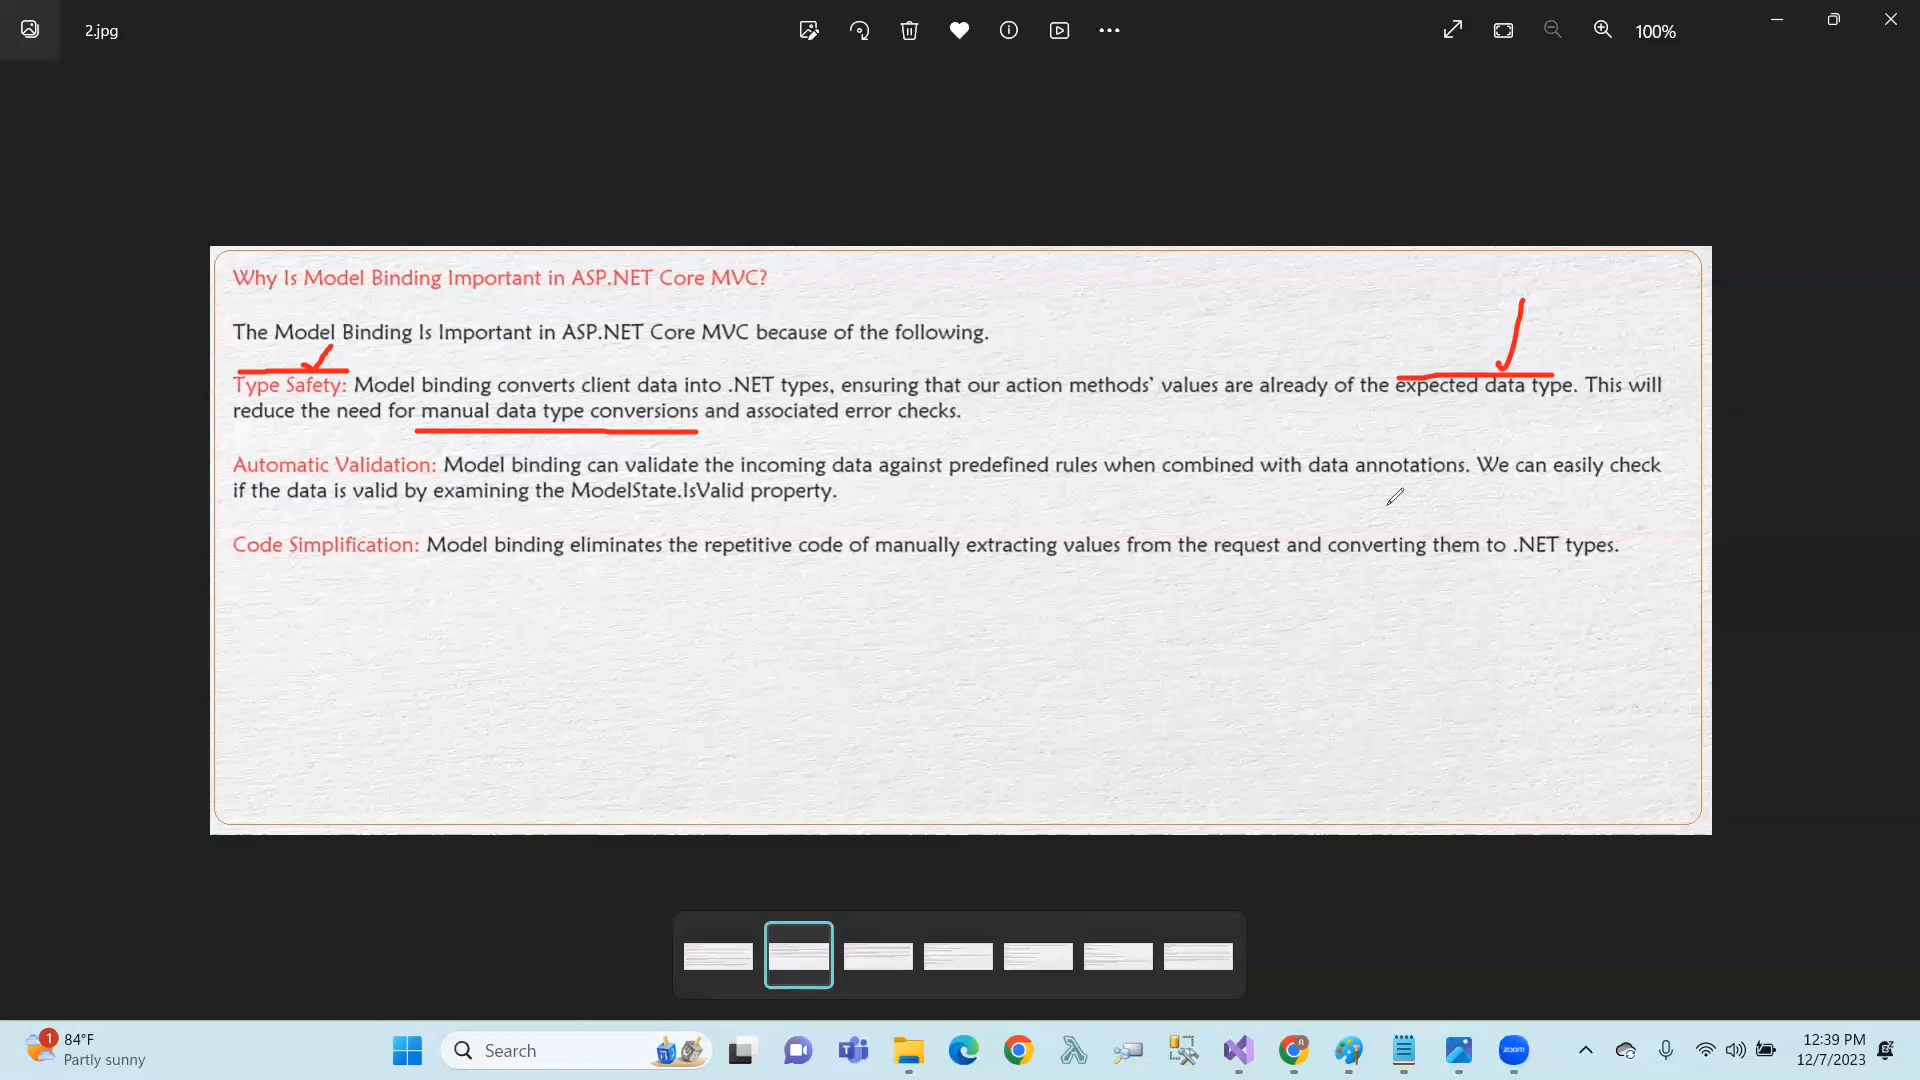 2.jpg
100%
Why Is Model Binding Important in ASP.NET Core MVC?
The Model Binding Is Important in ASP.NET Core MVC because of the following.
Type Safety: Model binding converts client data into .NET types, ensuring that our action methods' values are already of the expected data type. This will
reduce the need for manual data type conversions and associated error checks.
Automatic Validation: Model binding can validate the incoming data against predefined rules when combined with data annotations. We can easily check
if the data is valid by examining the ModelState.IsValid property.
Code Simplification: Model binding eliminates the repetitive code of manually extracting values from the request and converting them to .NET types.
1
84°F
Partly sunny
Search
R
zoom
12:39 PM
12/7/2023